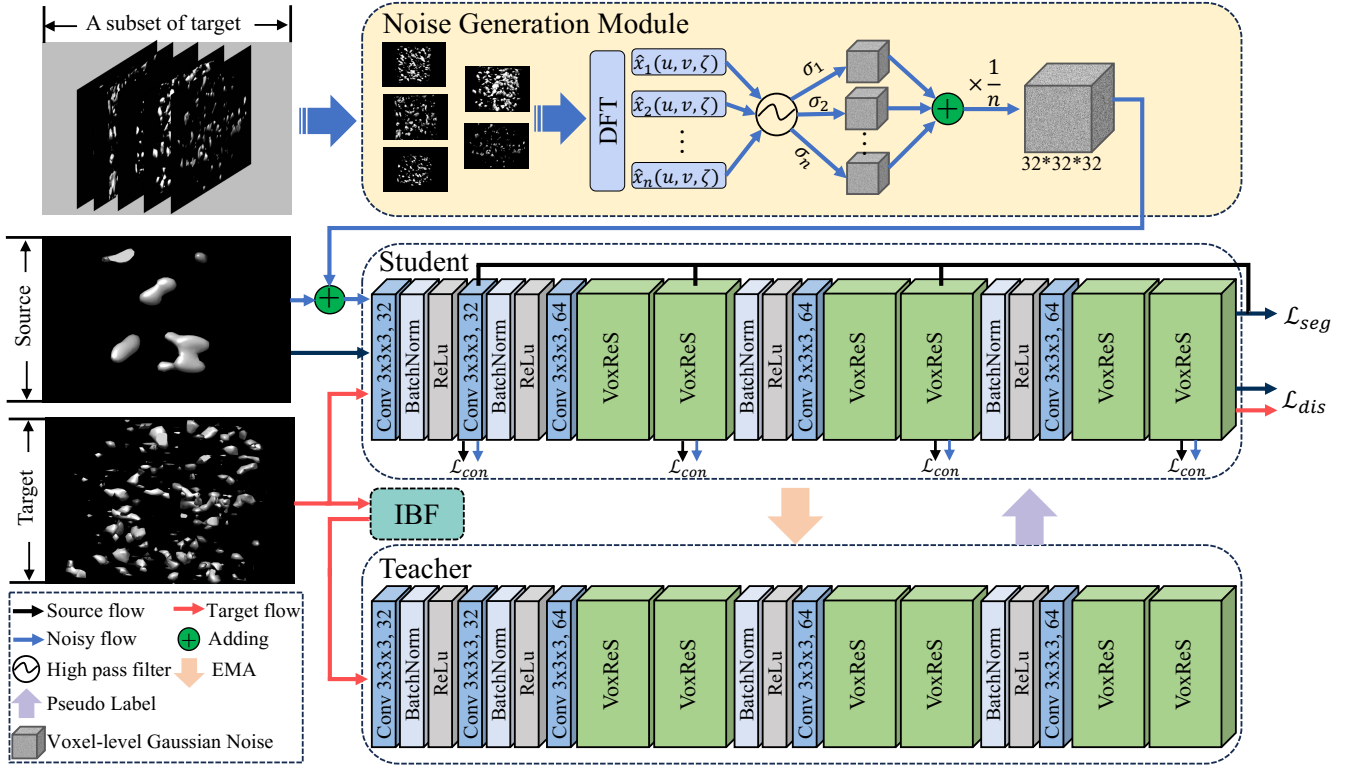 A subset of target
Noise Generation Module
DFT
x̂₁(u, v, ζ)
x̂₂(u, v, ζ)
⋮
x̂ₙ(u, v, ζ)
σ₁
σ₂
σₙ
⋮
+
× 1/n
32*32*32
Source
+
Student
Conv 3x3x3, 32
BatchNorm
ReLu
Conv 3x3x3, 32
BatchNorm
ReLu
Conv 3x3x3, 64
VoxReS
VoxReS
BatchNorm
ReLu
Conv 3x3x3, 64
VoxReS
VoxReS
BatchNorm
ReLu
Conv 3x3x3, 64
VoxReS
VoxReS
ℒseg
ℒdis
ℒcon
ℒcon
ℒcon
ℒcon
Target
IBF
Teacher
Conv 3x3x3, 32
BatchNorm
ReLu
Conv 3x3x3, 32
BatchNorm
ReLu
Conv 3x3x3, 64
VoxReS
VoxReS
BatchNorm
ReLu
Conv 3x3x3, 64
VoxReS
VoxReS
BatchNorm
ReLu
Conv 3x3x3, 64
VoxReS
VoxReS
Source flow
Target flow
Noisy flow
+ Adding
High pass filter
EMA
Pseudo Label
Voxel-level Gaussian Noise